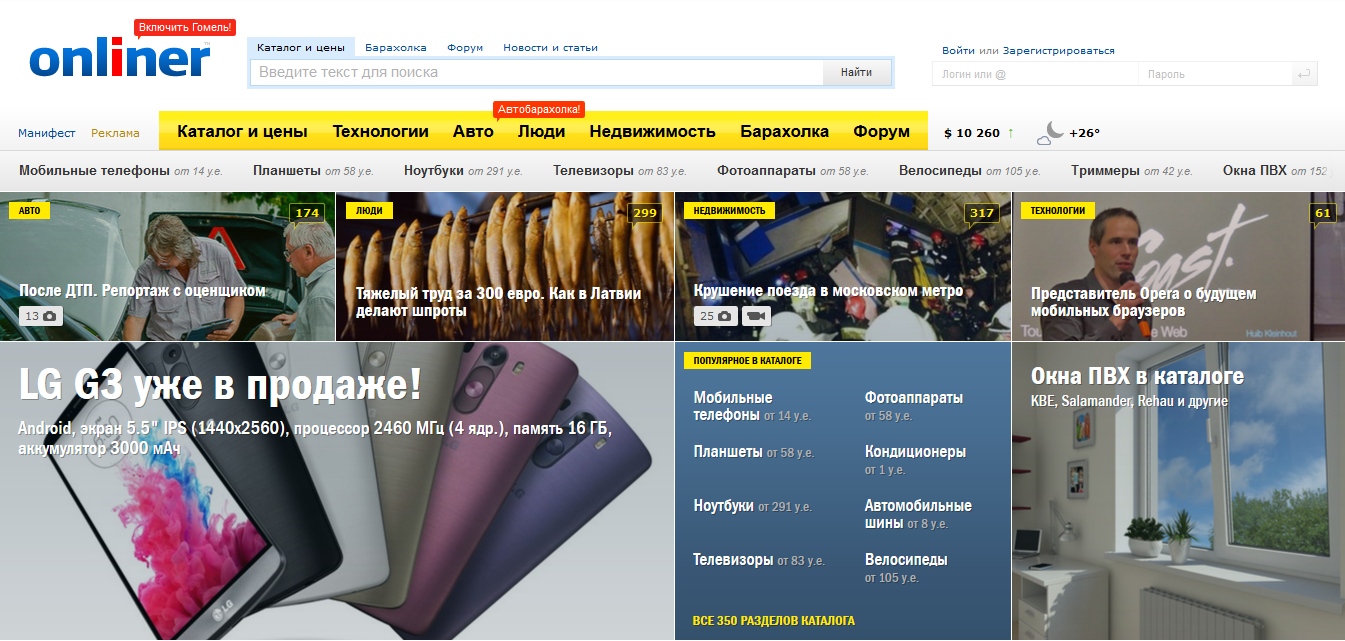 Включить Гомель!
onliner™
Каталог и цены Барахолка Форум Новости и статьи
Введите текст для поиска Найти
Войти или Зарегистрироваться
Логин или @ Пароль
Автобарахолка!
Манифест Реклама
Каталог и цены Технологии Авто Люди Недвижимость Барахолка Форум
$ 10 260 ↑ +26°
Мобильные телефоны от 14 у.е. Планшеты от 58 у.е. Ноутбуки от 291 у.е. Телевизоры от 83 у.е. Фотоаппараты от 58 у.е. Велосипеды от 105 у.е. Триммеры от 42 у.е. Окна ПВХ от 152
АВТО 174
После ДТП. Репортаж с оценщиком
13
ЛЮДИ 299
Тяжелый труд за 300 евро. Как в Латвии
делают шпроты
НЕДВИЖИМОСТЬ 317
Крушение поезда в московском метро
25
ТЕХНОЛОГИИ 61
Представитель Opera о будущем
мобильных браузеров
e Web
Huib Kleinhout
LG G3 уже в продаже!
Android, экран 5.5" IPS (1440x2560), процессор 2460 МГц (4 ядр.), память 16 ГБ,
аккумулятор 3000 мАч
LG
ПОПУЛЯРНОЕ В КАТАЛОГЕ
Мобильные
телефоны от 14 у.е.
Фотоаппараты
от 58 у.е.
Планшеты от 58 у.е.
Кондиционеры
от 1 у.е.
Ноутбуки от 291 у.е.
Автомобильные
шины от 8 у.е.
Телевизоры от 83 у.е.
Велосипеды
от 105 у.е.
ВСЕ 350 РАЗДЕЛОВ КАТАЛОГА
Окна ПВХ в каталоге
KBE, Salamander, Rehau и другие